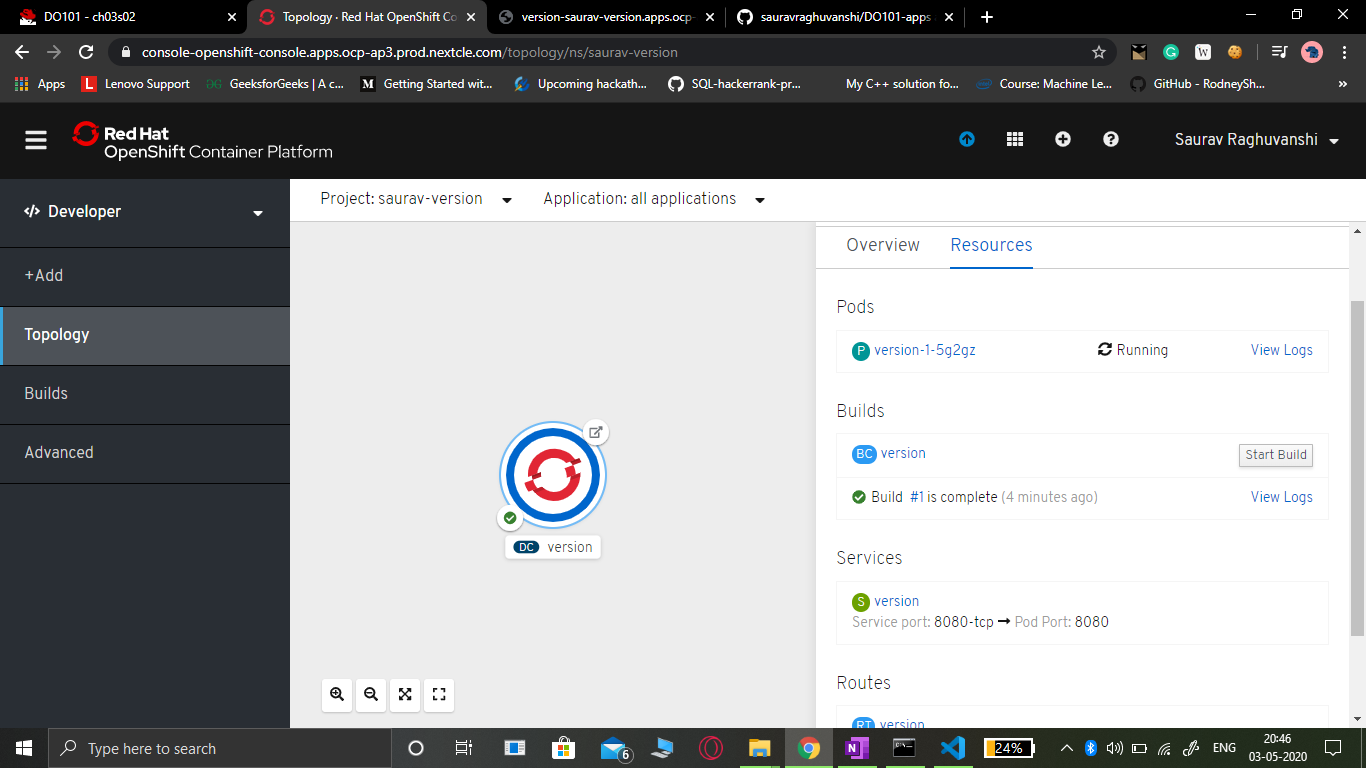 DO101 - ch03s02
Topology · Red Hat OpenShift Co
version-saurav-version.apps.ocp-
sauravraghuvanshi/DO101-apps
console-openshift-console.apps.ocp-ap3.prod.nextcle.com/topology/ns/saurav-version
Apps
Lenovo Support
GeeksforGeeks | A c...
Getting Started wit...
Upcoming hackath...
SQL-hackerrank-pr...
My C++ solution fo...
Course: Machine Le...
GitHub - RodneySh...
Red Hat
OpenShift Container Platform
Saurav Raghuvanshi
Developer
Project: saurav-version
Application: all applications
+Add
Topology
Builds
Advanced
DC version
Overview
Resources
Pods
P version-1-5g2gz
Running
View Logs
Builds
BC version
Start Build
Build #1 is complete (4 minutes ago)
View Logs
Services
S version
Service port: 8080-tcp → Pod Port: 8080
Routes
RT version
Type here to search
6
24%
ENG
20:46
03-05-2020